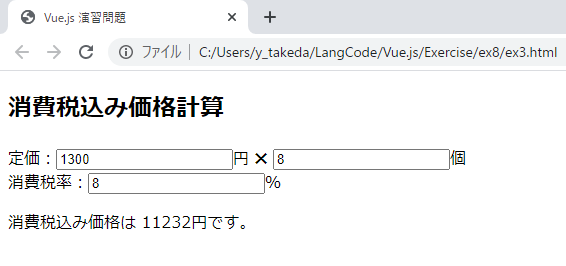 Vue.js 演習問題
ファイル | C:/Users/y_takeda/LangCode/Vue.js/Exercise/ex8/ex3.html
消費税込み価格計算
定価：1300円 × 8個
消費税率：8%
消費税込み価格は 11232円です。